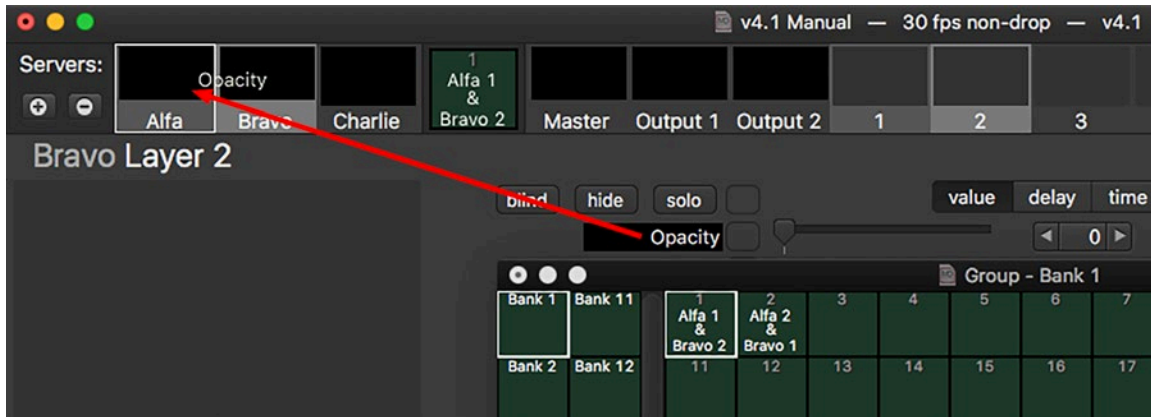 v4.1 Manual — 30 fps non-drop — v4.1
Servers:
Opacity
1
Alfa 1
&
Bravo 2
Alfa Bravo Charlie Master Output 1 Output 2 1 2 3
Bravo Layer 2
blind hide solo value delay time
Opacity 0
Group - Bank 1
Bank 1 Bank 11 1 2 3 4 5 6 7
Alfa 1 Alfa 2
& &
Bravo 2 Bravo 1
Bank 2 Bank 12 11 12 13 14 15 16 17